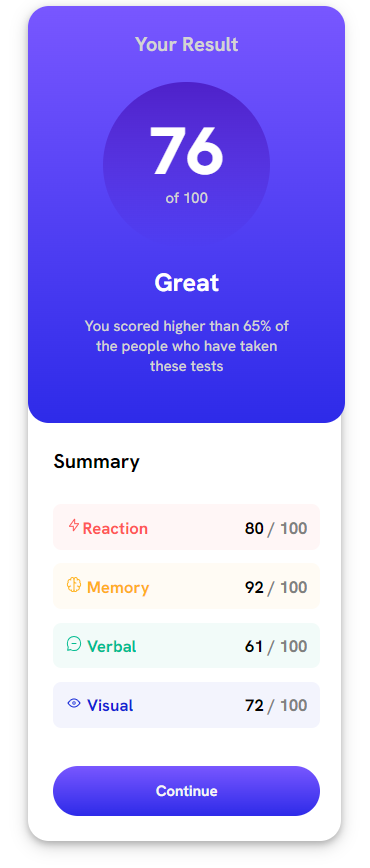 Your Result
76
of 100
Great
You scored higher than 65% of
the people who have taken
these tests
Summary
Reaction 80 / 100
Memory 92 / 100
Verbal 61 / 100
Visual 72 / 100
Continue